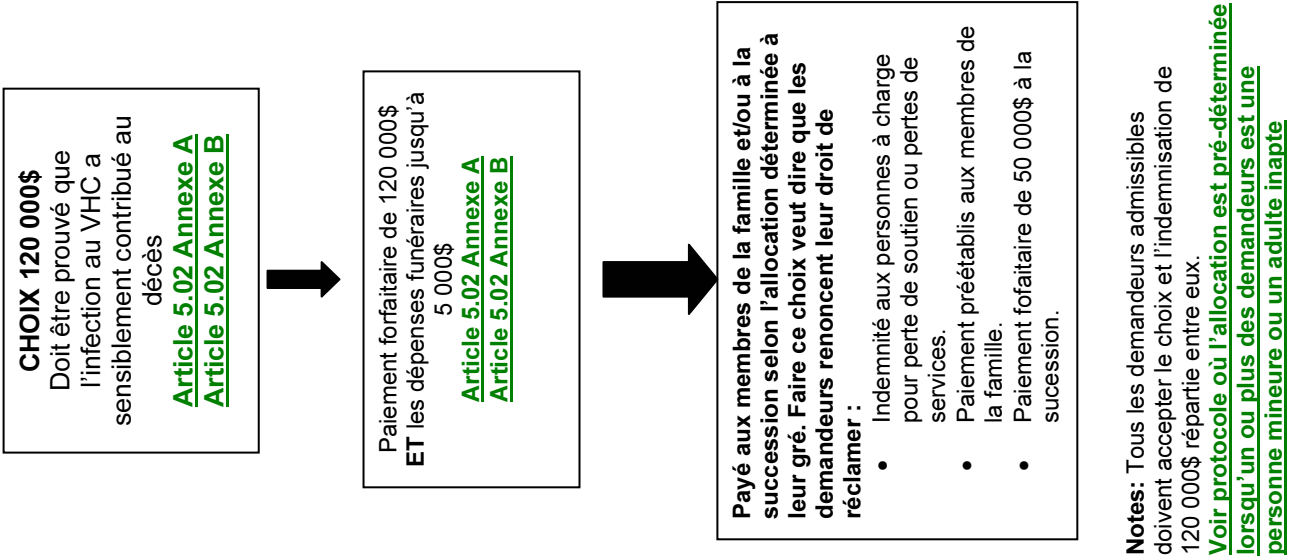 CHOIX 120 000$
Doit être prouvé que
l'infection au VHC a
sensiblement contribué au
décès
Article 5.02 Annexe A
Article 5.02 Annexe B
Paiement forfaitaire de 120 000$
ET les dépenses funéraires jusqu'à
5 000$
Article 5.02 Annexe A
Article 5.02 Annexe B
Payé aux membres de la famille et/ou à la
succession selon l'allocation déterminée à
leur gré. Faire ce choix veut dire que les
demandeurs renoncent leur droit de
réclamer :
• Indemnité aux personnes à charge
pour perte de soutien ou pertes de
services.
• Paiement préétablis aux membres de
la famille.
• Paiement fofaitaire de 50 000$ à la
sucession.
Notes: Tous les demandeurs admissibles
doivent accepter le choix et l'indemnisation de
120 000$ répartie entre eux.
Voir protocole où l'allocation est pré-déterminée
lorsqu'un ou plus des demandeurs est une
personne mineure ou un adulte inapte